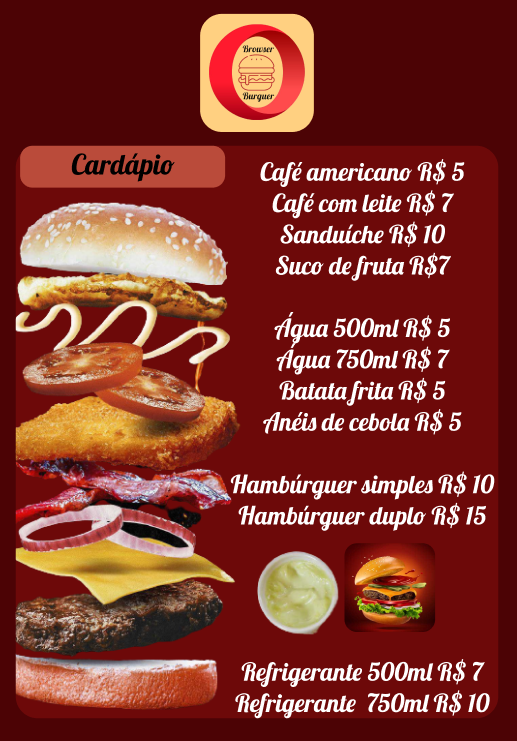 Browser
Burguer
Cardápio
Café americano R$ 5
Café com leite R$ 7
Sanduíche R$ 10
Suco de fruta R$7
Água 500ml R$ 5
Água 750ml R$ 7
Batata frita R$ 5
Anéis de cebola R$ 5
Hambúrguer simples R$ 10
Hambúrguer duplo R$ 15
Refrigerante 500ml R$ 7
Refrigerante 750ml R$ 10